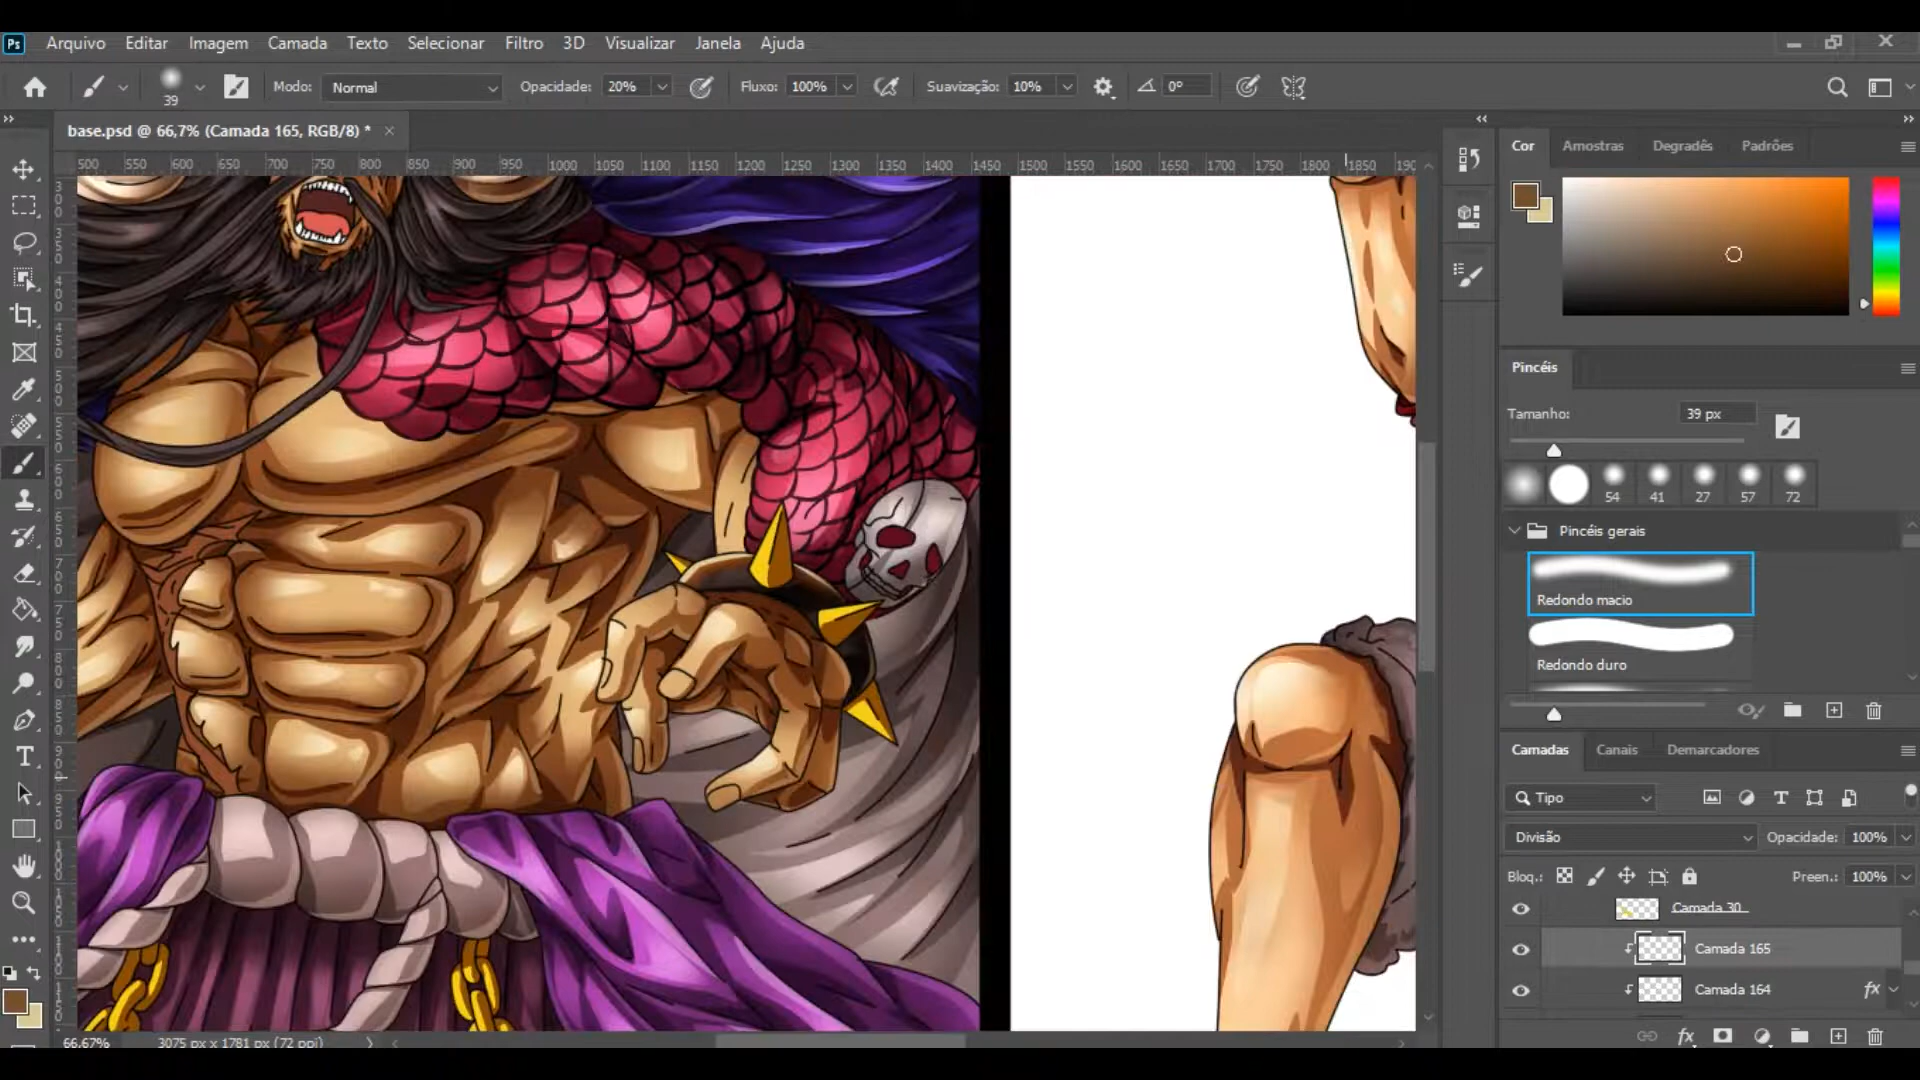 Ps Arquivo Editar Imagem Camada Texto Selecionar Filtro 3D Visualizar Janela Ajuda
39 Modo: Normal Opacidade: 20% Fluxo: 100% Suavização: 10% 0°
base.psd @ 66,7% (Camada 165, RGB/8) *
500 550 600 650 700 750 800 850 900 950 1000 1050 1100 1150 1200 1250 1300 1350 1400 1450 1500 1550 1600 1650 1700 1750 1800 1850 190
Cor Amostras Degradês Padrões
Pincéis
Tamanho: 39 px
54 41 27 57 72
Pincéis gerais
Redondo macio
Redondo duro
Camadas Canais Demarcadores
Tipo
Divisão Opacidade: 100%
Bloq.: Preen.: 100%
Camada 30
Camada 165
Camada 164 fx
66,67% 3075 px x 1781 px (72 ppi)
fx